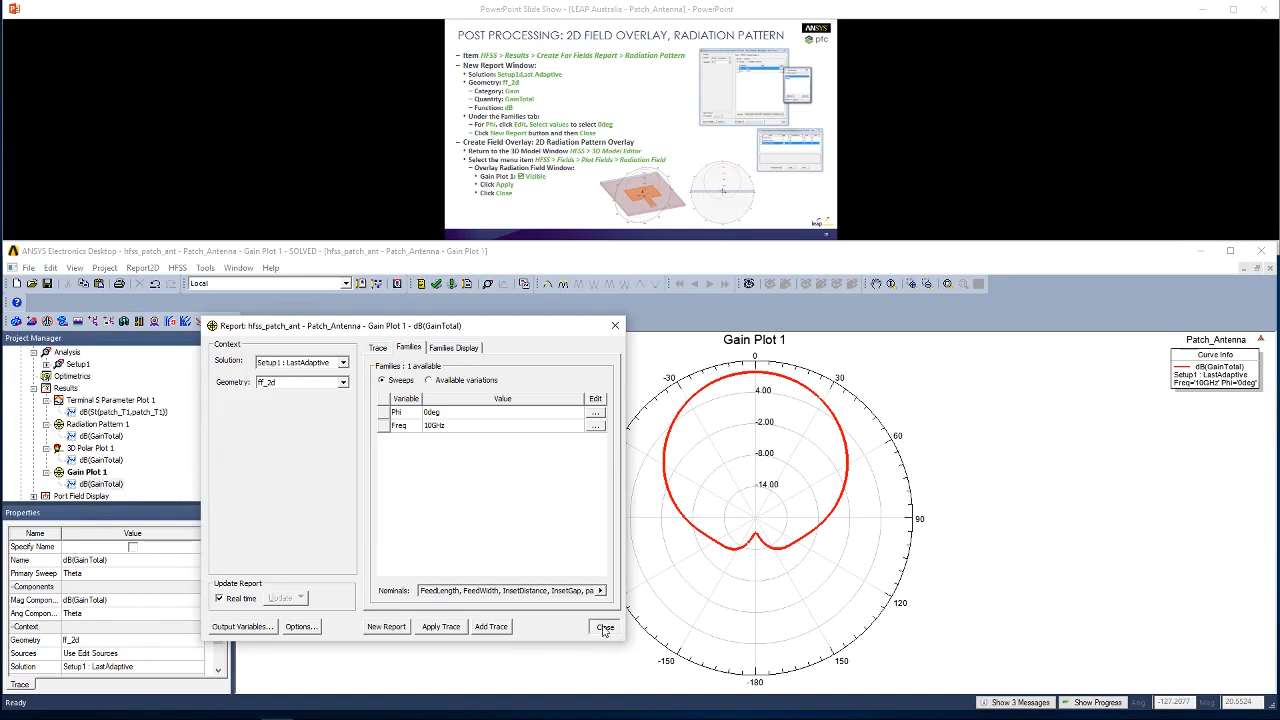 PowerPoint Slide Show - [LEAP Australia - Patch_Antenna] - PowerPoint
POST-PROCESSING: 2D FIELD OVERLAY, RADIATION PATTERN
ANSYS
pfc
Item HFSS > Results > Create Far Fields Report > Radiation Pattern
New Report Window:
• Solution: Setup1:Last Adaptive
• Geometry: ff_2d
– Category: Gain
– Quantity: GainTotal
– Function: dB
• Under the Families tab:
– For Phi, click Edit, Select values to select 0deg
• Click New Report button and then Close
Create Field Overlay: 2D Radiation Pattern Overlay
• Return to the 3D Model Window HFSS > 3D Model Editor
• Select the menu item HFSS > Fields > Plot Fields > Radiation Field
• Overlay Radiation Field Window:
• Gain Plot 1: ☑ Visible
• Click Apply
• Click Close
leap
ANSYS Electronics Desktop - hfss_patch_ant - Patch_Antenna - Gain Plot 1 - SOLVED - [hfss_patch_ant - Patch_Antenna - Gain Plot 1]
File Edit View Project Report2D HFSS Tools Window Help
Local
Project Manager
Analysis
Setup1
Optimetrics
Results
Terminal S Parameter Plot 1
dB(St(patch_T1,patch_T1))
Radiation Pattern 1
dB(GainTotal)
3D Polar Plot 1
dB(GainTotal)
Gain Plot 1
dB(GainTotal)
Port Field Display
Properties
Name Value
Specify Name
Name dB(GainTotal)
Primary Sweep Theta
Components
Mag Compon... dB(GainTotal)
Ang Compon... Theta
Context
Geometry ff_2d
Sources Use Edit Sources
Solution Setup1 : LastAdaptive
Trace
Report: hfss_patch_ant - Patch_Antenna - Gain Plot 1 - dB(GainTotal)
Context
Solution: Setup1 : LastAdaptive
Geometry: ff_2d
Update Report
Real time Update
Output Variables... Options...
Trace Families Families Display
Families : 1 available
Sweeps Available variations
Variable Value Edit
Phi 0deg ...
Freq 10GHz ...
Nominals: FeedLength, FeedWidth, InsetDistance, InsetGap, pa
New Report Apply Trace Add Trace Close
Gain Plot 1
0
-30 30
4.00
-2.00
60
-8.00
-14.00
90
120
-150 150
-180
Patch_Antenna
Curve Info
dB(GainTotal)
Setup1 : LastAdaptive
Freq='10GHz' Phi='0deg'
Ready
Show 3 Messages Show Progress Ang -127.2077 Mag 20.5524